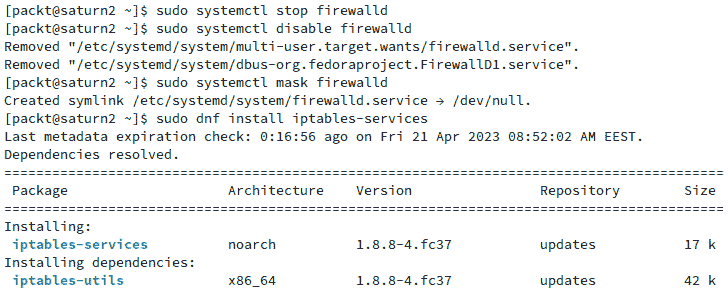 [packt@saturn2 ~]$ sudo systemctl stop firewalld
[packt@saturn2 ~]$ sudo systemctl disable firewalld
Removed "/etc/systemd/system/multi-user.target.wants/firewalld.service".
Removed "/etc/systemd/system/dbus-org.fedoraproject.FirewallD1.service".
[packt@saturn2 ~]$ sudo systemctl mask firewalld
Created symlink /etc/systemd/system/firewalld.service → /dev/null.
[packt@saturn2 ~]$ sudo dnf install iptables-services
Last metadata expiration check: 0:16:56 ago on Fri 21 Apr 2023 08:52:02 AM EEST.
Dependencies resolved.
==========================================================================================
Package Architecture Version Repository Size
==========================================================================================
Installing:
iptables-services noarch 1.8.8-4.fc37 updates 17 k
Installing dependencies:
iptables-utils x86_64 1.8.8-4.fc37 updates 42 k